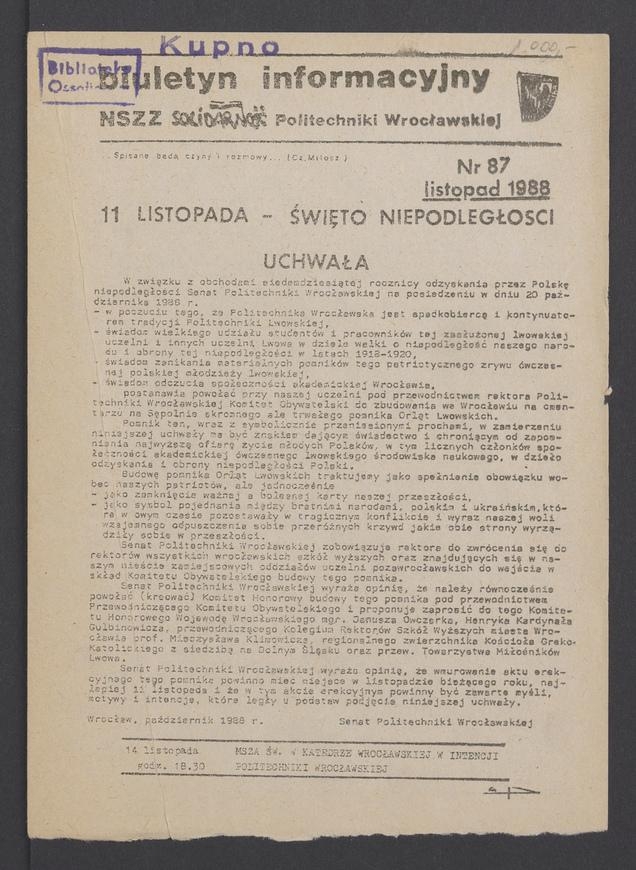 Kupno
1.000,-
Biblioteka
biuletyn informacyjny
NSZZ SOLIDARNOŚĆ Politechniki Wrocławskiej
..Spisane będą czyny i rozmowy... (Cz.Miłosz)
Nr 87
listopad 1988
11 LISTOPADA - ŚWIĘTO NIEPODLEGŁOSCI
UCHWAŁA
W związku z obchodami siedemdziesiątej rocznicy odzyskania przez Polskę
niepodległości Senat Politechniki Wrocławskiej na posiedzeniu w dniu 20 paź-
dziernika 1988 r.
- w poczuciu tego, że Politechnika Wrocławska jest spadkobiercą i kontynuato-
rem tradycji Politechniki Lwowskiej,
- świadom wielkiego udziału studentów i pracowników tej zasłużonej lwowskiej
uczelni i innych uczelni Lwowa w dziele walki o niepodległość naszego naro-
du i obrony tej niepodległości w latach 1918-1920,
- świadom zanikania materialnych pomników tego patriotycznego zrywu ówczes-
nej polskiej młodzieży lwowskiej,
- świadom odczucia społeczności akademickiej Wrocławia,
postanawia powołać przy naszej uczelni pod przewodnictwem rektora Poli-
techniki Wrocławskiej Komitet Obywatelski do zbudowania we Wrocławiu na cmen-
tarzu na Sępolnie skromnego ale trwałego pomnika Orląt Lwowskich.
Pomnik ten, wraz z symbolicznie przeniesionymi prochami, w zamierzeniu
niniejszej uchwały ma być znakiem dającym świadectwo i chroniącym od zapom-
nienia najwyższą ofiarę życia młodych Polaków, w tym licznych członków spo-
łeczności akademickiej ówczesnego lwowskiego środowiska naukowego, w dziele
odzyskania i obrony niepodległości Polski.
Budowę pomnika Orląt Lwowskich traktujemy jako spełnienie obowiązku wo-
bec naszych patriotów, ale jednocześnie
- jako zamknięcie ważnej a bolesnej karty naszej przeszłości,
- jako symbol pojednania między bratnimi narodami, polskim i ukraińskim,któ-
re w owym czasie pozostawały w tragicznym konflikcie i wyraz naszej woli
wzajemnego odpuszczenia sobie przeróżnych krzywd jakie obie strony wyrzą-
dziły sobie w przeszłości.
Senat Politechniki Wrocławskiej zobowiązuje rektora do zwrócenia się do
rektorów wszystkich wrocławskich szkół wyższych oraz znajdujących się w na-
szym mieście zamiejscowych oddziałów uczelni pozawrocławskich do wejścia w
skład Komitetu Obywatelskiego budowy tego pomnika.
Senat Politechniki Wrocławskiej wyraża opinię, że należy równocześnie
powołać (kreować) Komitet Honorowy budowy tego pomnika pod przewodnictwem
Przewodniczącego Komitetu Obywatelskiego i proponuje zaprosić do tego Komite-
tu Honorowego Wojewodę Wrocławskiego mgr. Janusza Owczarka, Henryka Kardynała
Gulbinowicza, przewodniczącego Kolegium Rektorów Szkół Wyższych miasta Wro-
cławia prof. Mieczysława Klimowicza, regionalnego zwierzchnika Kościoła Greko-
Katolickiego z siedzibą na Dolnym Śląsku oraz przew. Towarzystwa Miłośników
Lwowa.
Senat Politechniki Wrocławskiej wyraża opinię, że wmurowanie aktu erek-
cyjnego tego pomnika powinno mieć miejsce w listopadzie bieżącego roku, naj-
lepiej 11 listopada i że w tym akcie erekcyjnym powinny być zawarte myśli,
motywy i intencje, które legły u podstaw podjęcia niniejszej uchwały.
Wrocław, październik 1988 r. Senat Politechniki Wrocławskiej
14 listopada MSZA ŚW. W KATEDRZE WROCŁAWSKIEJ W INTENCJI
godz. 18.30 POLITECHNIKI WROCŁAWSKIEJ